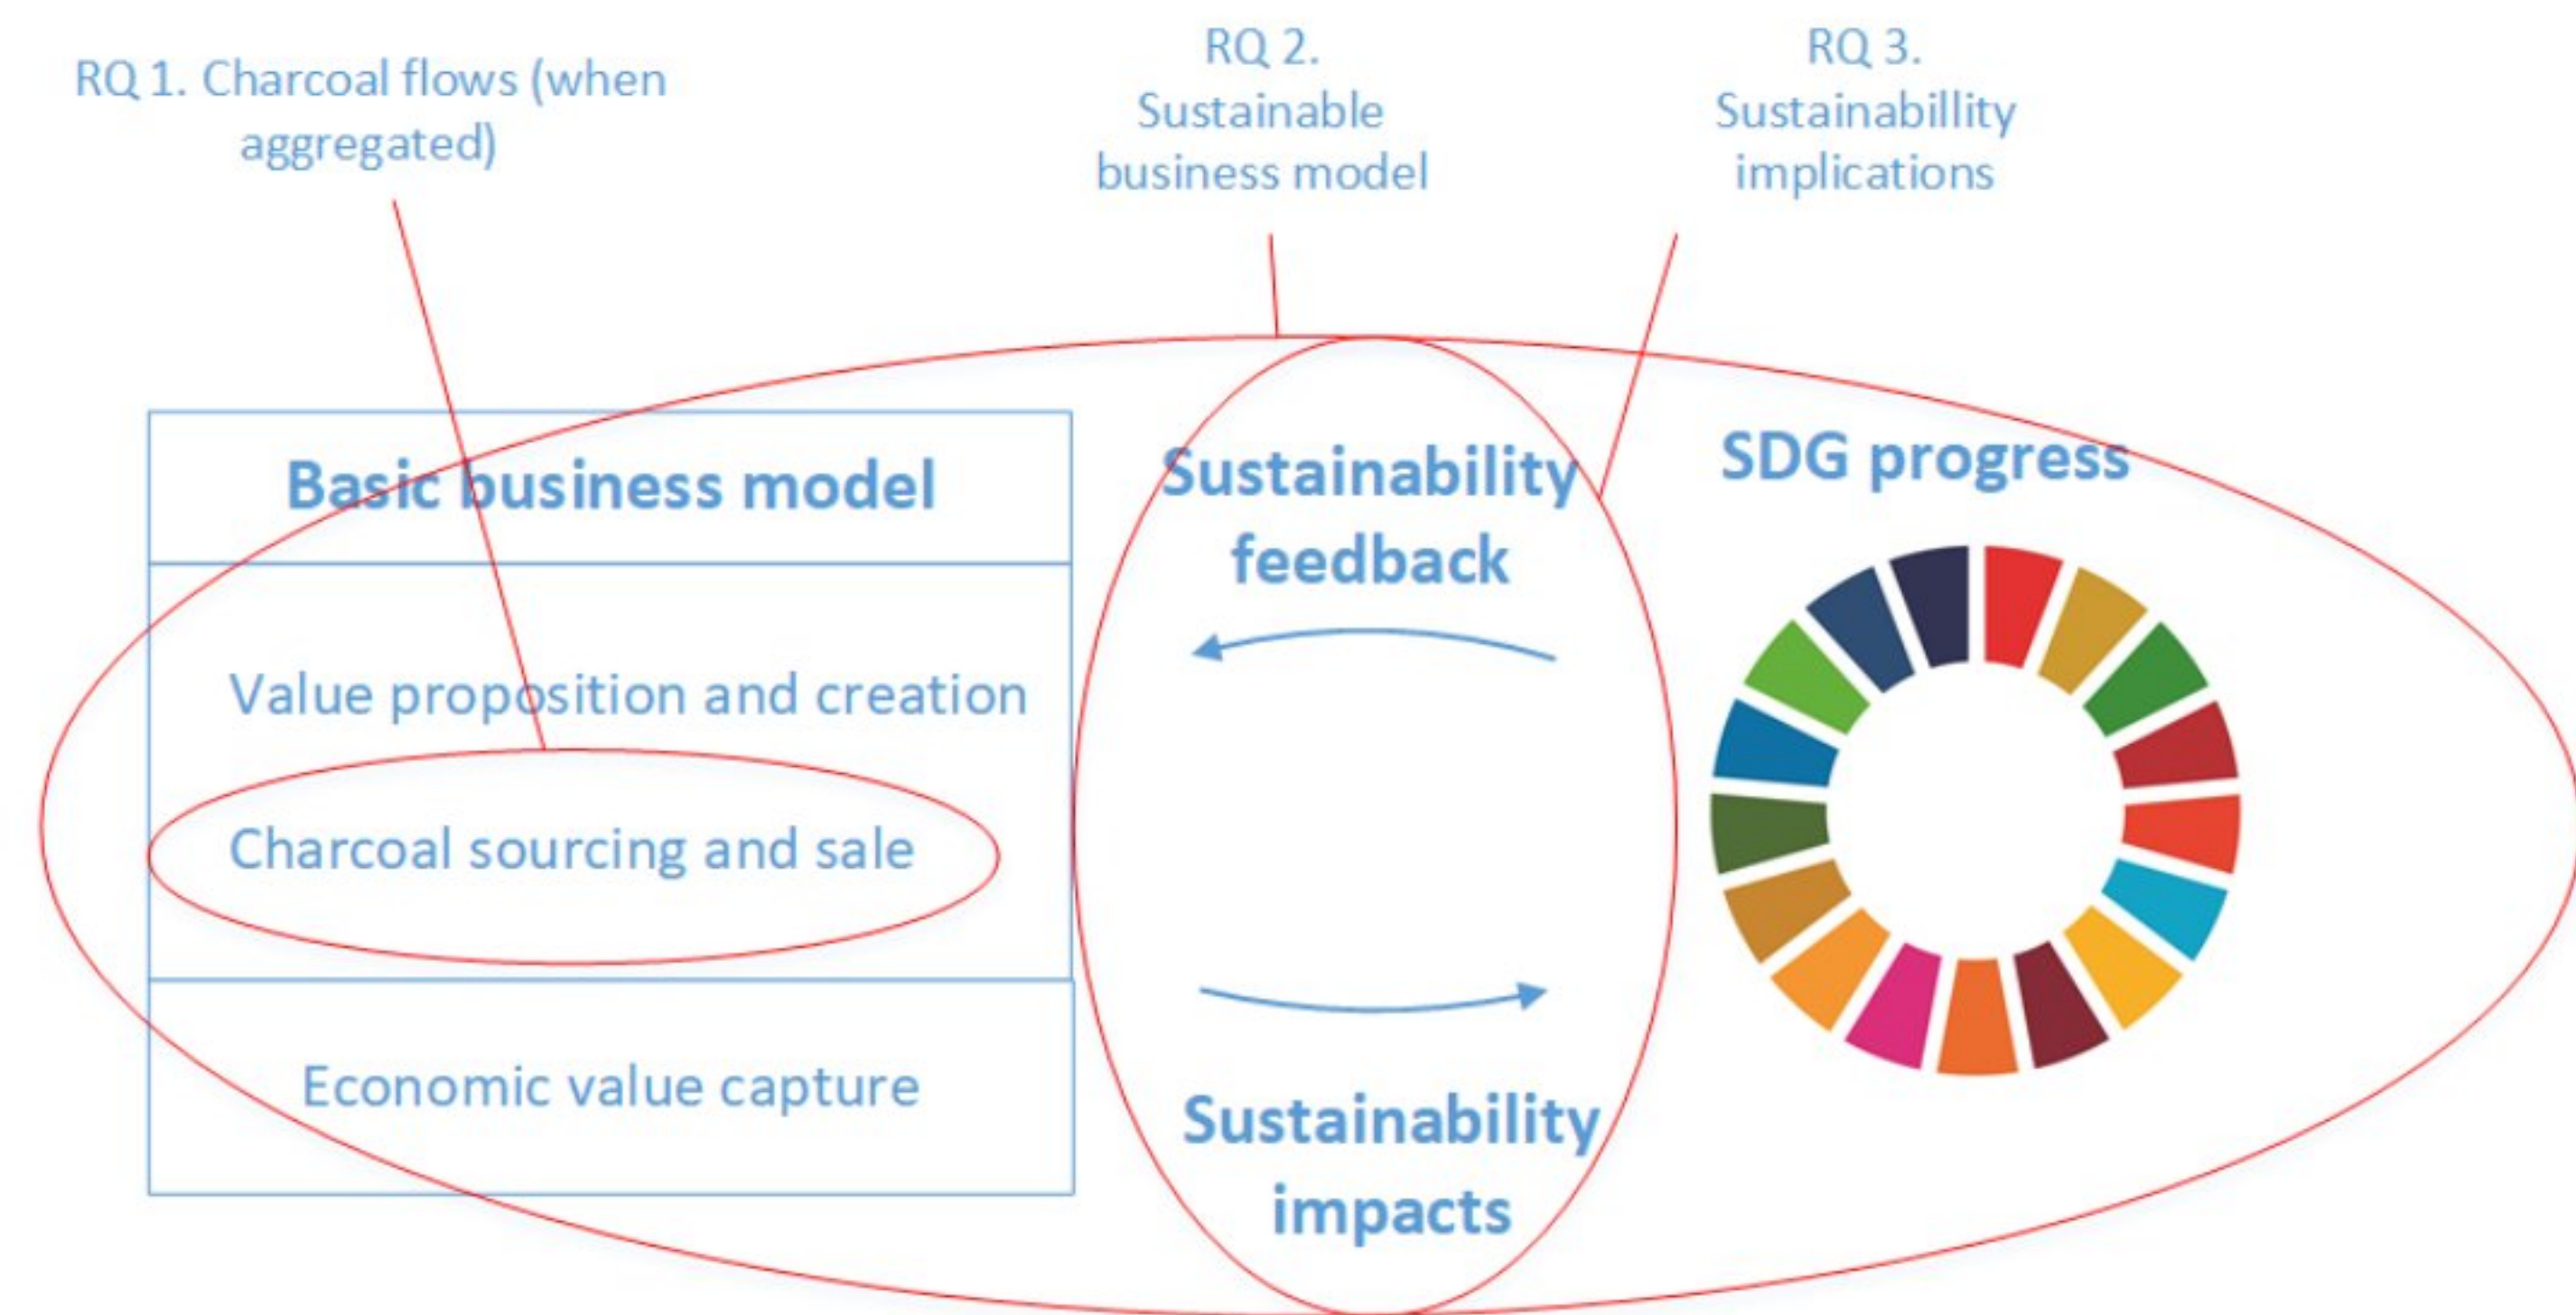 RQ 1. Charcoal flows (when
aggregated)
RQ 2.
Sustainable
business model
RQ 3.
Sustainabillity
implications
Basic business model
Value proposition and creation
Charcoal sourcing and sale
Economic value capture
Sustainability
feedback
Sustainability
impacts
SDG progress